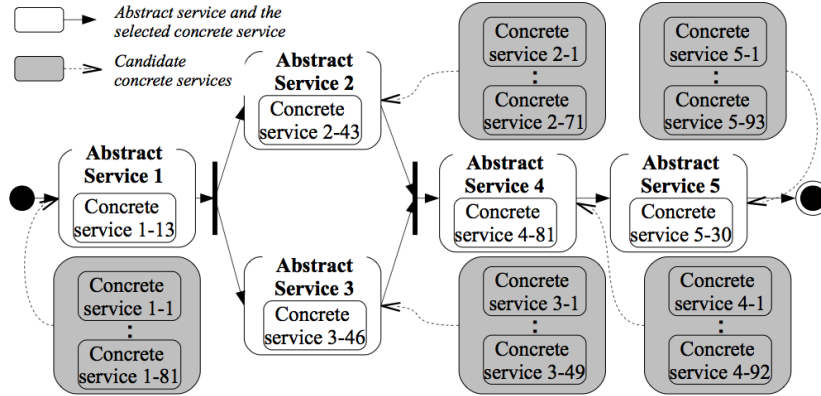 Abstract service and the
selected concrete service
Candidate
concrete services
Abstract
Service 2
Concrete
service 2-43
Concrete
service 2-1
:
Concrete
service 2-71
Concrete
service 5-1
:
Concrete
service 5-93
Abstract
Service 1
Concrete
service 1-13
Abstract
Service 4
Concrete
service 4-81
Abstract
Service 5
Concrete
service 5-30
Abstract
Service 3
Concrete
service 3-46
Concrete
service 1-1
:
Concrete
service 1-81
Concrete
service 3-1
:
Concrete
service 3-49
Concrete
service 4-1
:
Concrete
service 4-92